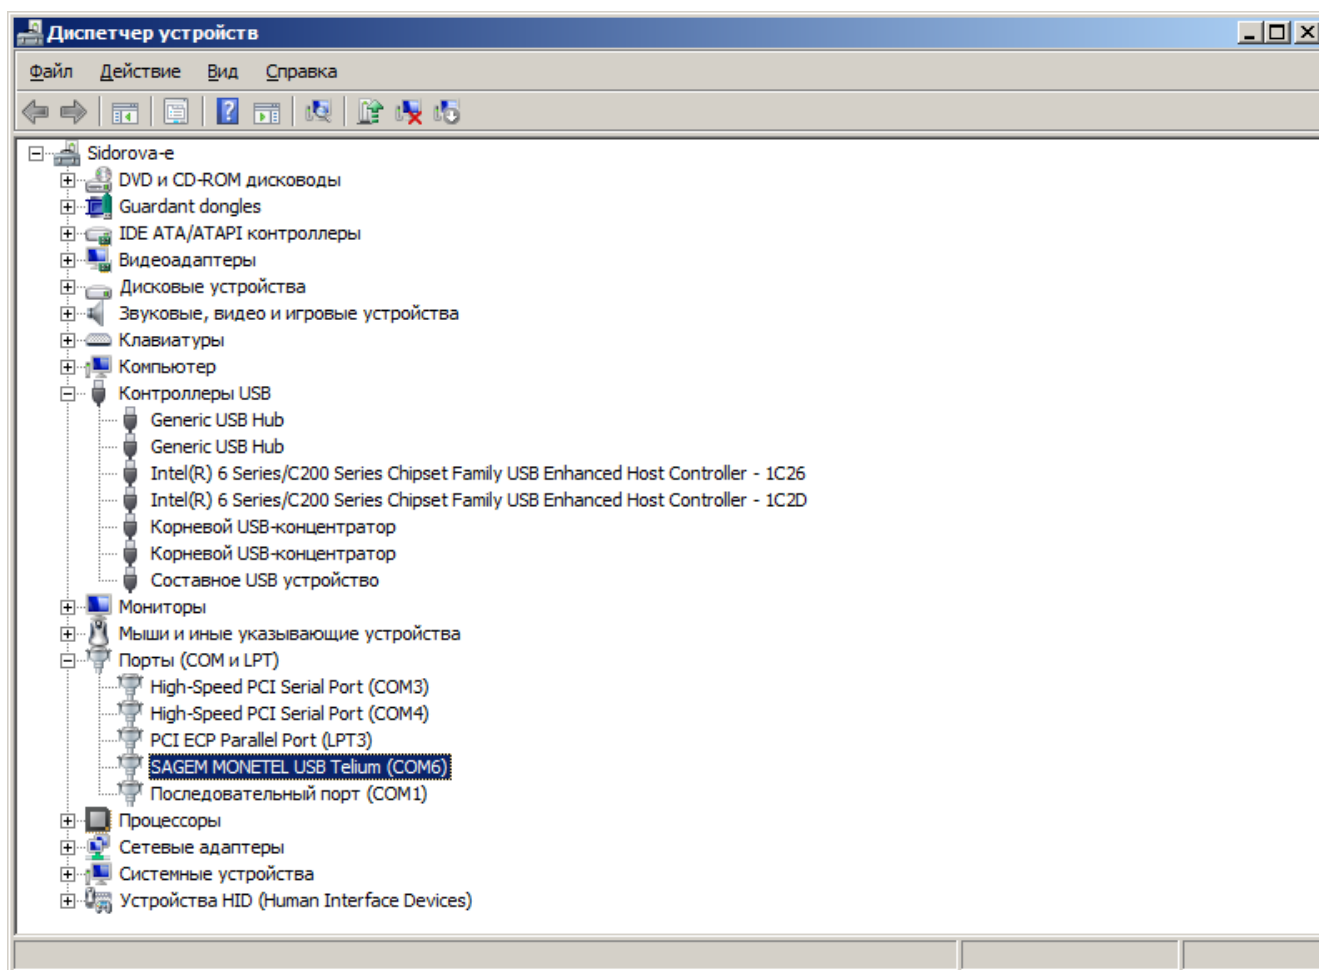 Диспетчер устройств
Файл Действие Вид Справка
Sidorova-e
DVD и CD-ROM дисководы
Guardant dongles
IDE ATA/ATAPI контроллеры
Видеоадаптеры
Дисковые устройства
Звуковые, видео и игровые устройства
Клавиатуры
Компьютер
Контроллеры USB
Generic USB Hub
Generic USB Hub
Intel(R) 6 Series/C200 Series Chipset Family USB Enhanced Host Controller - 1C26
Intel(R) 6 Series/C200 Series Chipset Family USB Enhanced Host Controller - 1C2D
Корневой USB-концентратор
Корневой USB-концентратор
Составное USB устройство
Мониторы
Мыши и иные указывающие устройства
Порты (COM и LPT)
High-Speed PCI Serial Port (COM3)
High-Speed PCI Serial Port (COM4)
PCI ECP Parallel Port (LPT3)
SAGEM MONETEL USB Telium (COM6)
Последовательный порт (COM1)
Процессоры
Сетевые адаптеры
Системные устройства
Устройства HID (Human Interface Devices)